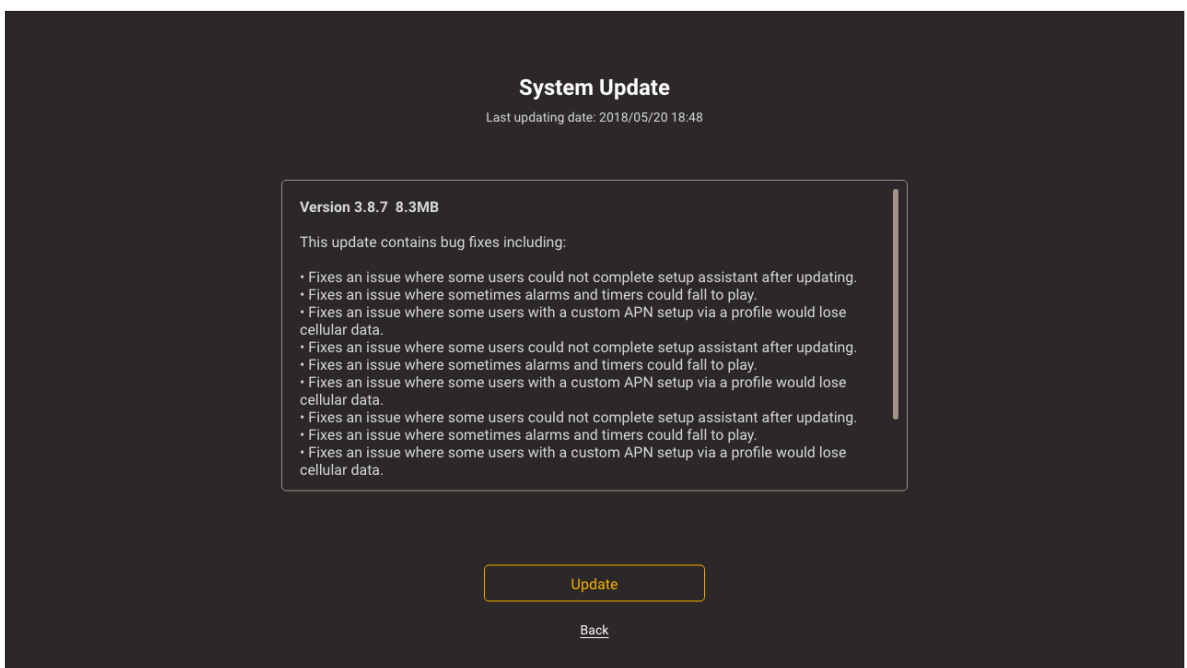 System Update
Last updating date: 2018/05/20 18:48
Version 3.8.7 8.3MB
This update contains bug fixes including:
• Fixes an issue where some users could not complete setup assistant after updating.
• Fixes an issue where sometimes alarms and timers could fall to play.
• Fixes an issue where some users with a custom APN setup via a profile would lose
cellular data.
• Fixes an issue where some users could not complete setup assistant after updating.
• Fixes an issue where sometimes alarms and timers could fall to play.
• Fixes an issue where some users with a custom APN setup via a profile would lose
cellular data.
• Fixes an issue where some users could not complete setup assistant after updating.
• Fixes an issue where sometimes alarms and timers could fall to play.
• Fixes an issue where some users with a custom APN setup via a profile would lose
cellular data.
Update
Back